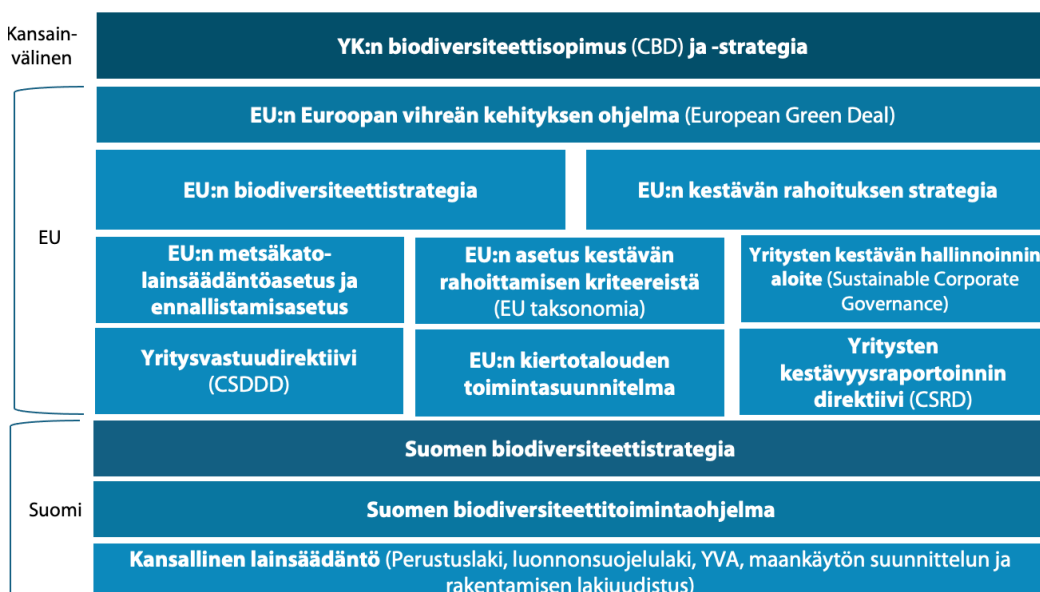 Kansain-
välinen
YK:n biodiversiteettisopimus (CBD) ja -strategia
EU
EU:n Euroopan vihreän kehityksen ohjelma (European Green Deal)
EU:n biodiversiteettistrategia
EU:n kestävän rahoituksen strategia
EU:n metsäkato-
lainsäädäntöasetus ja
ennallistamisasetus
EU:n asetus kestävän
rahoittamisen kriteereistä
(EU taksonomia)
Yritysten kestävän hallinnoinnin
aloite (Sustainable Corporate
Governance)
Yritysvastuudirektiivi
(CSDDD)
EU:n kiertotalouden
toimintasuunnitelma
Yritysten
kestävyysraportoinnin
direktiivi (CSRD)
Suomi
Suomen biodiversiteettistrategia
Suomen biodiversiteettitoimintaohjelma
Kansallinen lainsäädäntö (Perustuslaki, luonnonsuojelulaki, YVA, maankäytön suunnittelun ja
rakentamisen lakiuudistus)